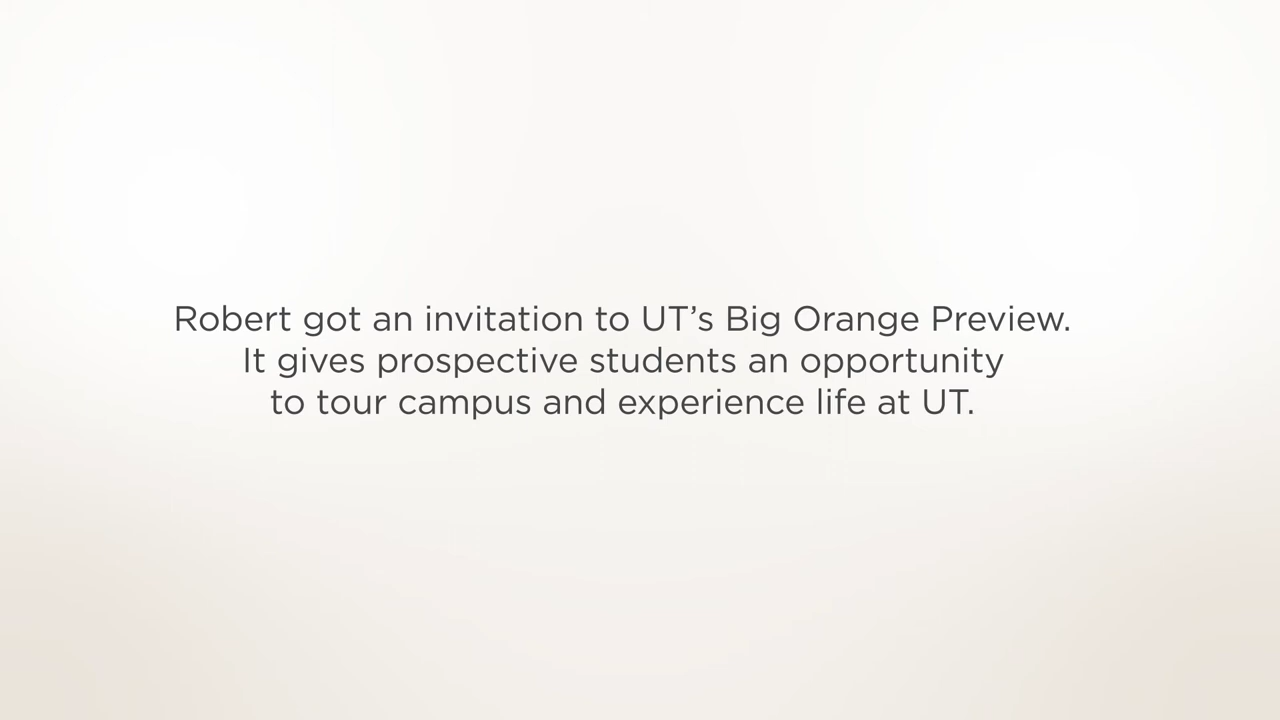 Robert got an invitation to UT’s Big Orange Preview.
It gives prospective students an opportunity
to tour campus and experience life at UT.